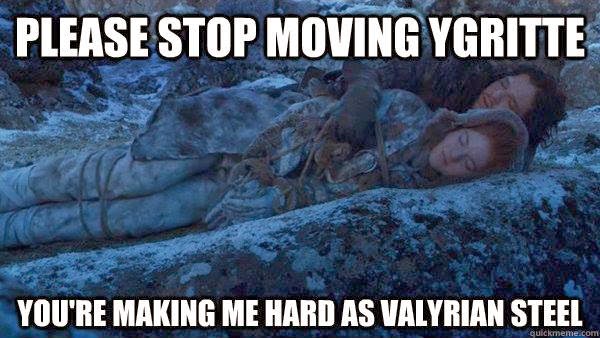 PLEASE STOP MOVING YGRITTE
YOU'RE MAKING ME HARD AS VALYRIAN STEEL
quickmeme.com